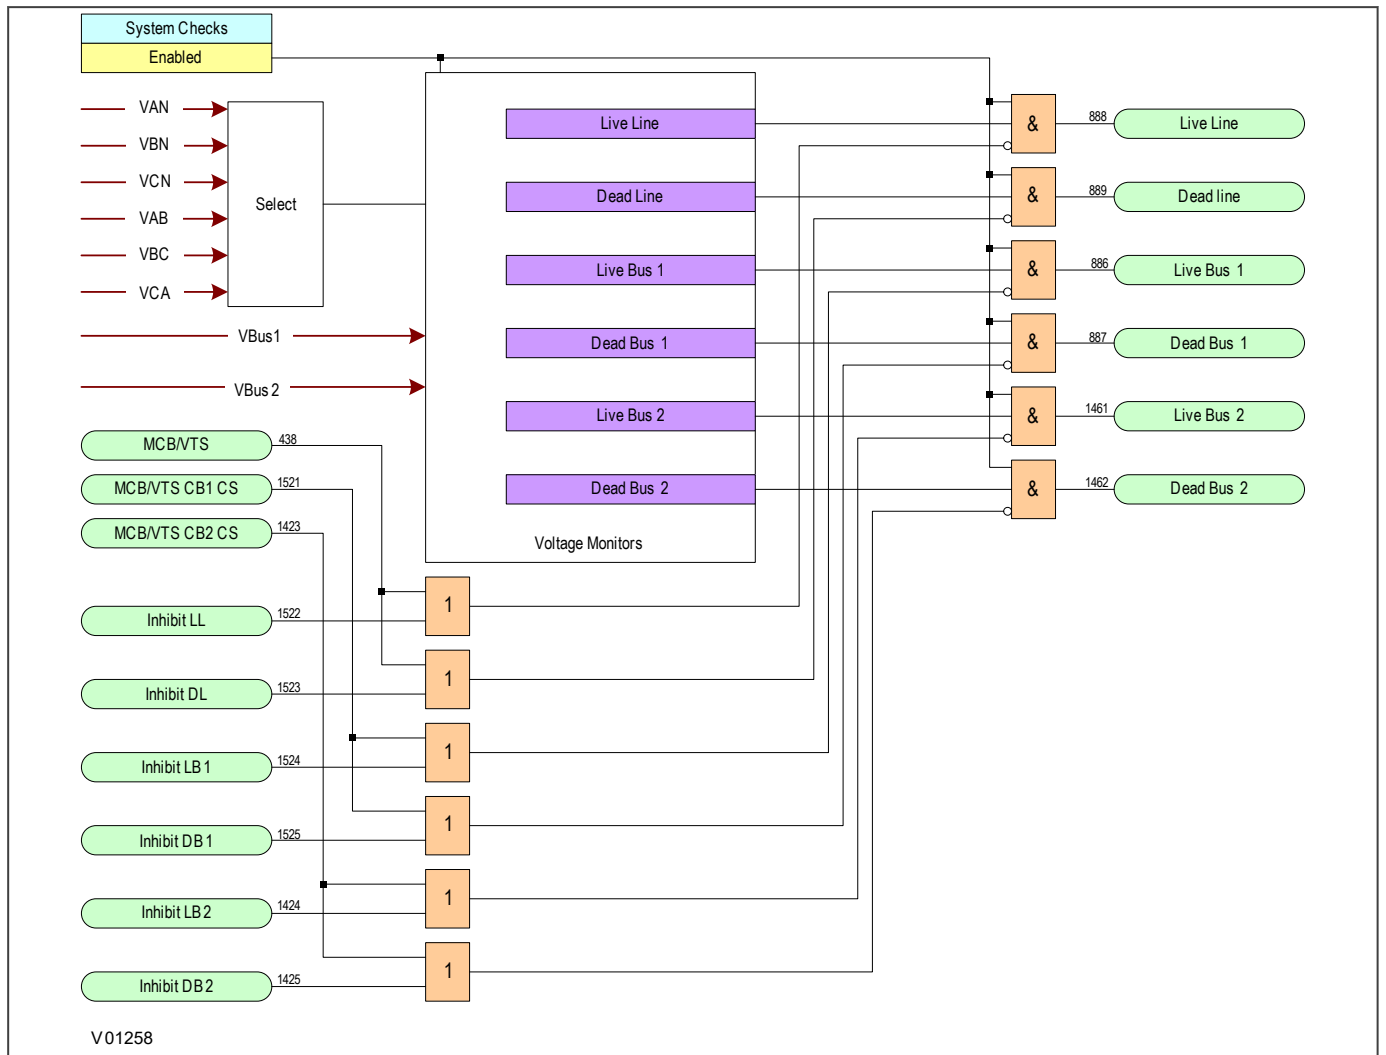 System Checks
Enabled
VAN
VBN
VCN
VAB
VBC
VCA
Select
VBus1
VBus 2
Live Line
Dead Line
Live Bus 1
Dead Bus 1
Live Bus 2
Dead Bus 2
Voltage Monitors
& 888 Live Line
& 889 Dead line
& 886 Live Bus 1
& 887 Dead Bus 1
& 1461 Live Bus 2
& 1462 Dead Bus 2
MCB/VTS 438
MCB/VTS CB1 CS 1521
MCB/VTS CB2 CS 1423
Inhibit LL 1522 1
Inhibit DL 1523 1
Inhibit LB1 1524 1
Inhibit DB1 1525 1
Inhibit LB2 1424 1
Inhibit DB2 1425 1
V01258